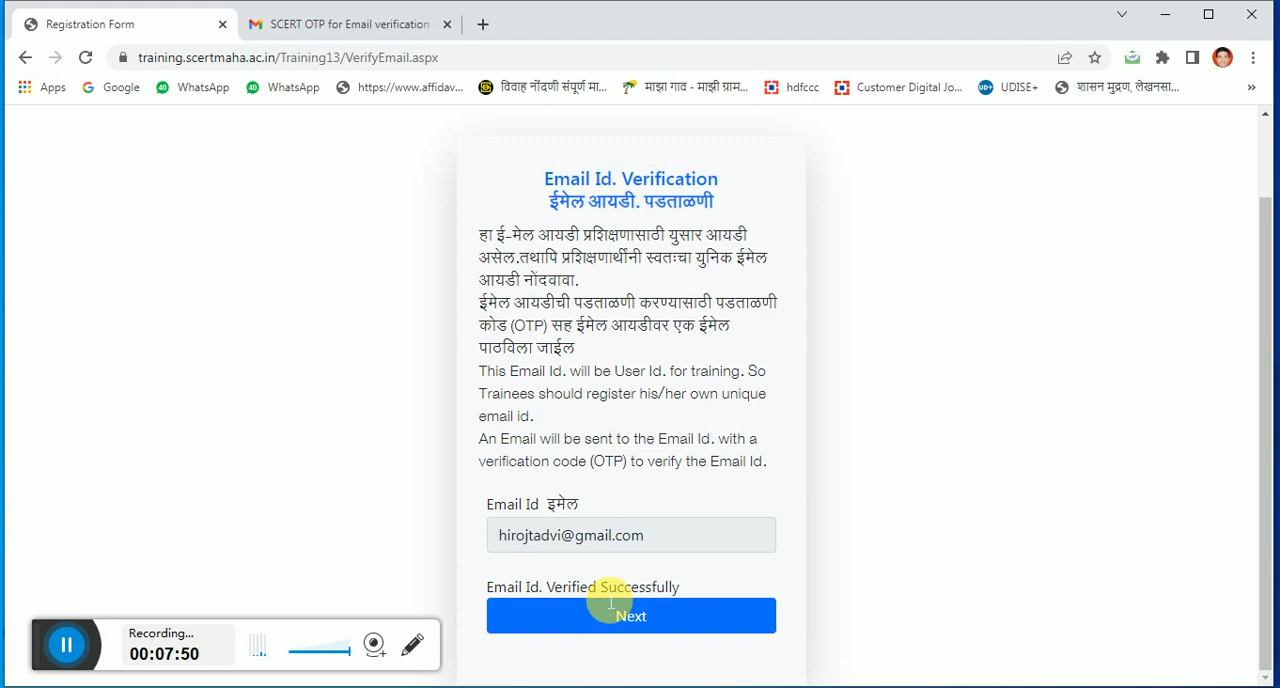 Registration Form
SCERT OTP for Email verification
training.scertmaha.ac.in/Training13/VerifyEmail.aspx
Apps Google WhatsApp WhatsApp https://www.affidav... विवाह नोंदणी संपूर्ण मा... माझा गाव - माझी ग्राम... hdfccc Customer Digital Jo... UD+ UDISE+ शासन मुद्रण, लेखनसा...
Email Id. Verification
ईमेल आयडी. पडताळणी
हा ई-मेल आयडी प्रशिक्षणासाठी युसार आयडी
असेल.तथापि प्रशिक्षणार्थींनी स्वतःचा युनिक ईमेल
आयडी नोंदवावा.
ईमेल आयडीची पडताळणी करण्यासाठी पडताळणी
कोड (OTP) सह ईमेल आयडीवर एक ईमेल
पाठविला जाईल
This Email Id. will be User Id. for training. So
Trainees should register his/her own unique
email id.
An Email will be sent to the Email Id. with a
verification code (OTP) to verify the Email Id.
Email Id इमेल
hirojtadvi@gmail.com
Email Id. Verified Successfully
Next
Recording...
00:07:50